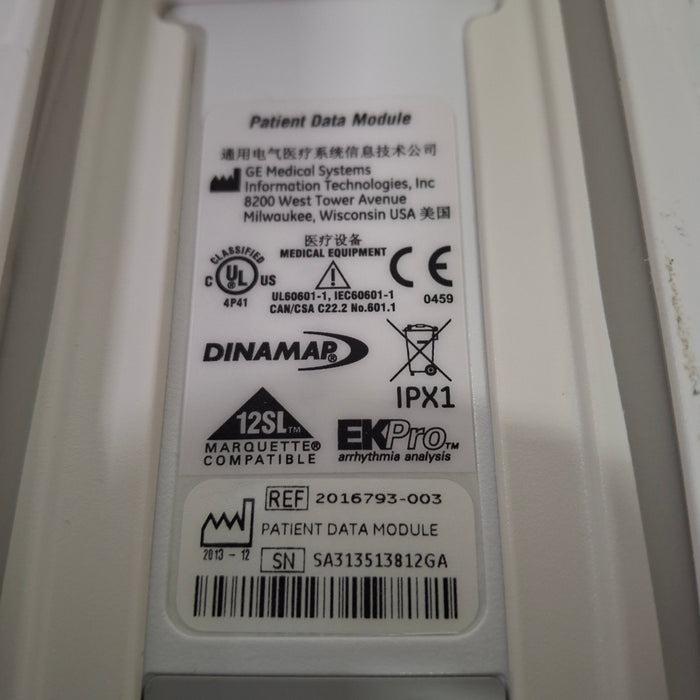 Patient Data Module
通用电气医疗系统信息技术公司
GE Medical Systems
Information Technologies, Inc
8200 West Tower Avenue
Milwaukee, Wisconsin USA 美国
医疗设备
MEDICAL EQUIPMENT
CLASSIFIED
C UL US
4P41
UL60601-1, IEC60601-1
CAN/CSA C22.2 No.601.1
CE
0459
DINAMAP®
IPX1
12SL™
MARQUETTE®
COMPATIBLE
EKPro™
arrhythmia analysis
REF 2016793-003
PATIENT DATA MODULE
2013-12
SN SA313513812GA